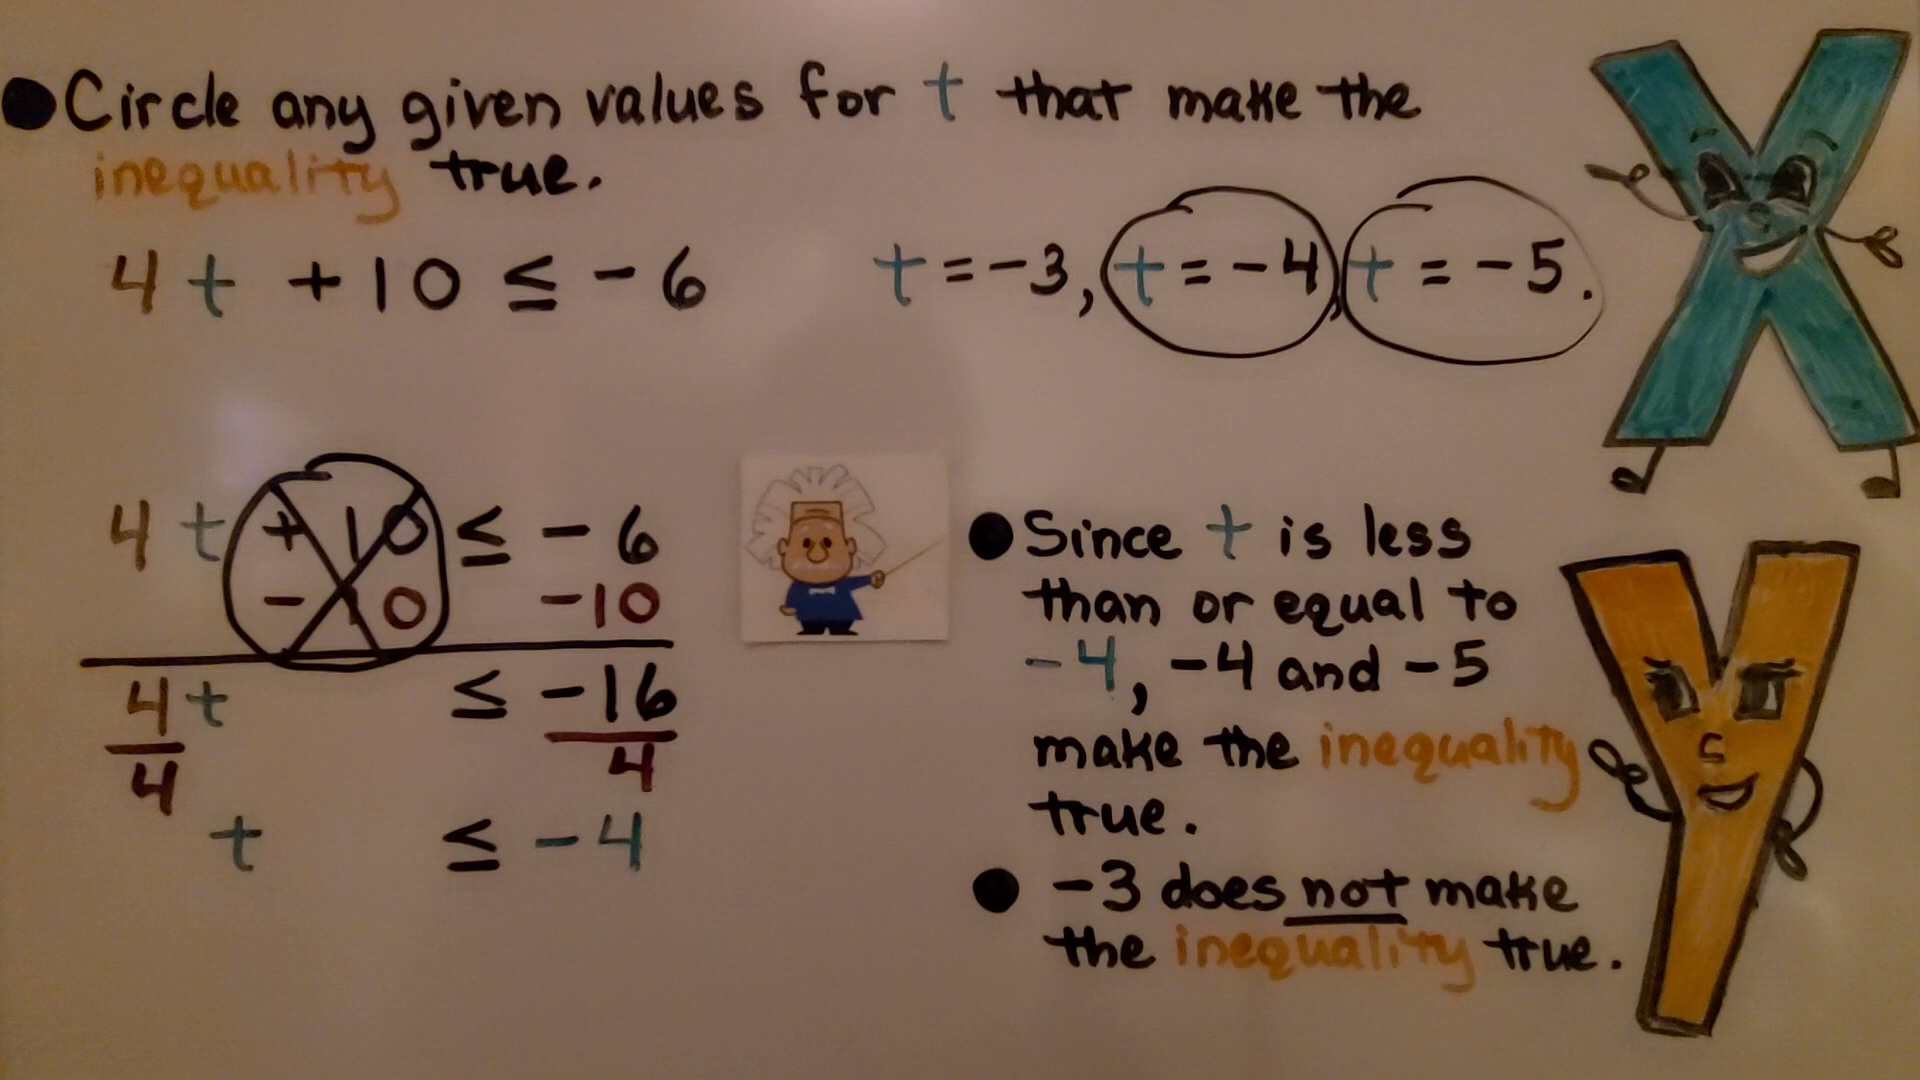 Circle any given values for t that make the
inequality true.
4t + 10 ≤ -6
t = -3, t = -4, t = -5.
4t + 10 ≤ -6
- 10 -10
4t ≤ -16
4 4
t ≤ -4
Since t is less
than or equal to
-4, -4 and -5
make the inequality
true.
-3 does not make
the inequality true.